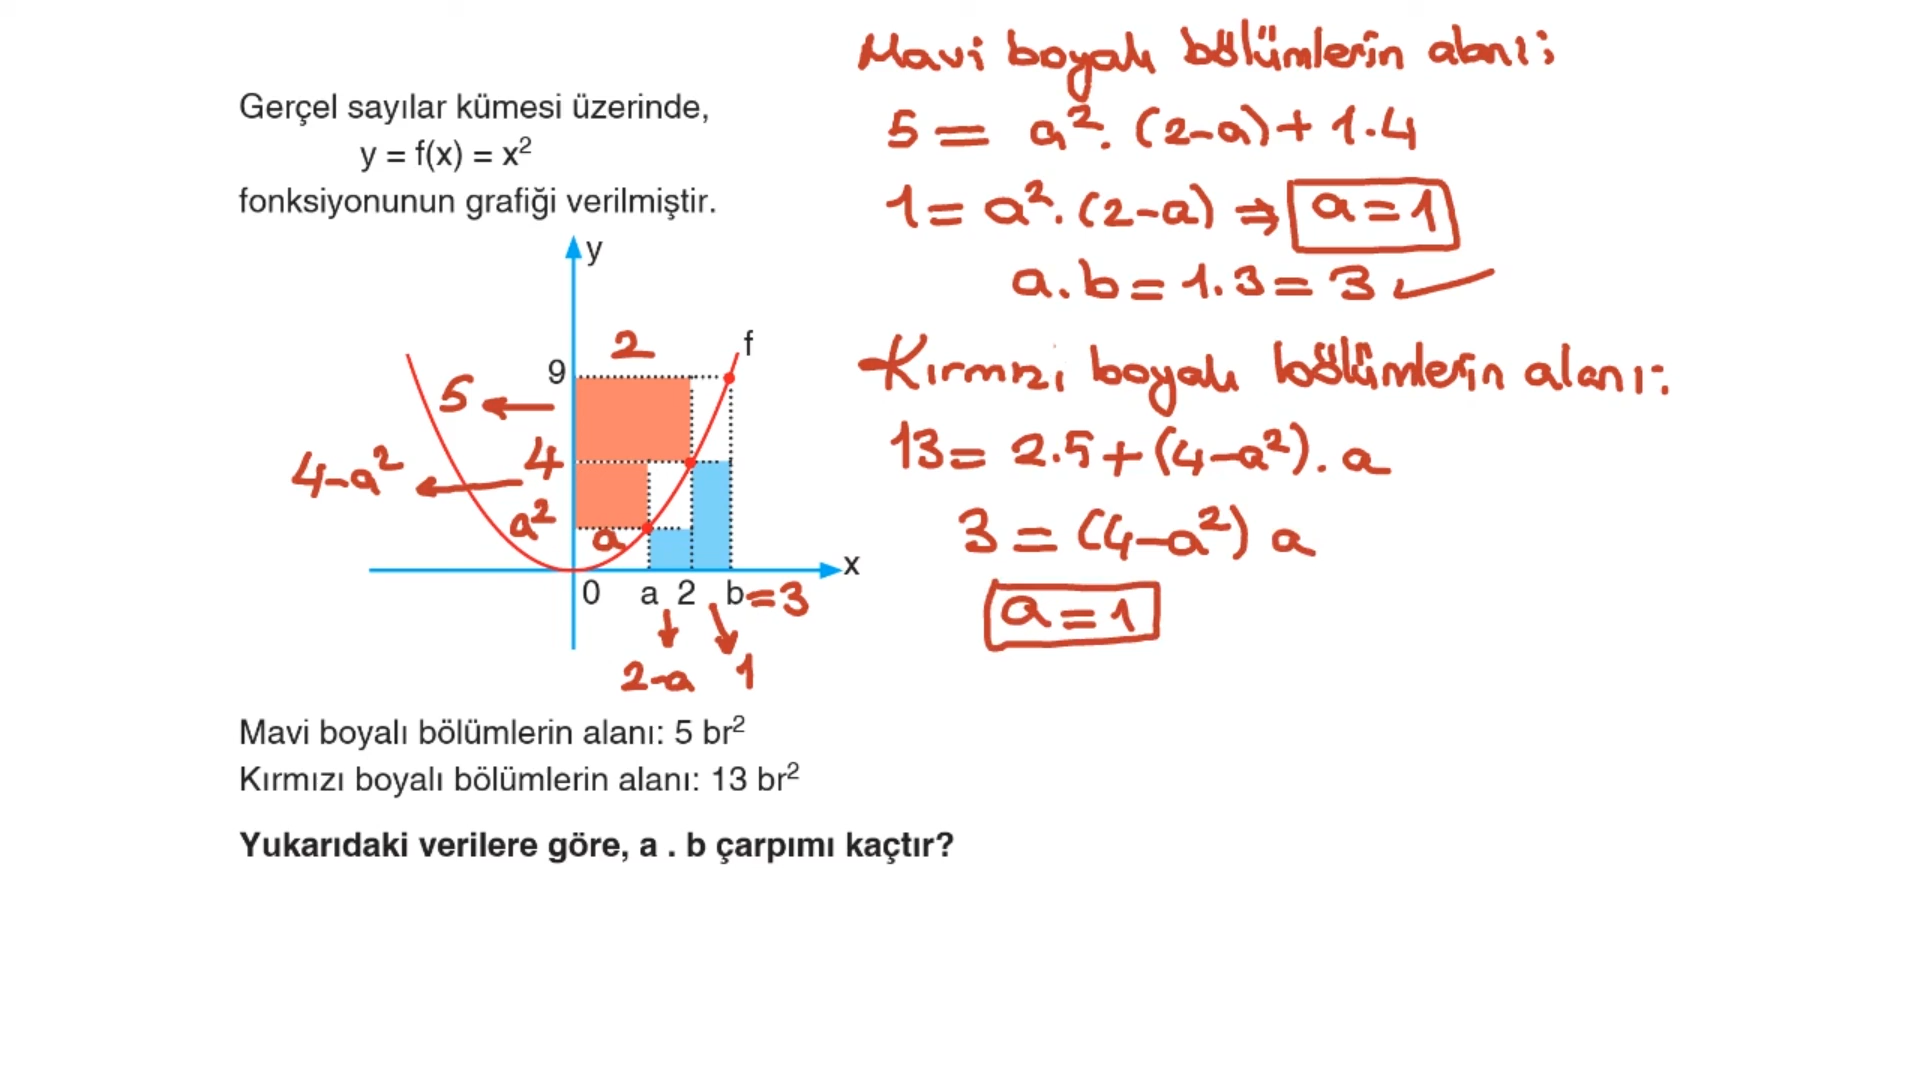 Gerçel sayılar kümesi üzerinde,
y = f(x) = x²
fonksiyonunun grafiği verilmiştir.
y
2
f
9
5
4
4-a²
a²
a
x
0 a 2 b=3
2-a 1
Mavi boyalı bölümlerin alanı: 5 br²
Kırmızı boyalı bölümlerin alanı: 13 br²
Yukarıdaki verilere göre, a . b çarpımı kaçtır?
Mavi boyalı bölümlerin alanı:
5 = a².(2-a)+1.4
1 = a².(2-a) ⇒ a=1
a.b = 1.3 = 3 ✓
Kırmızı boyalı bölümlerin alanı:
13 = 2.5+(4-a²).a
3 = (4-a²) a
a = 1